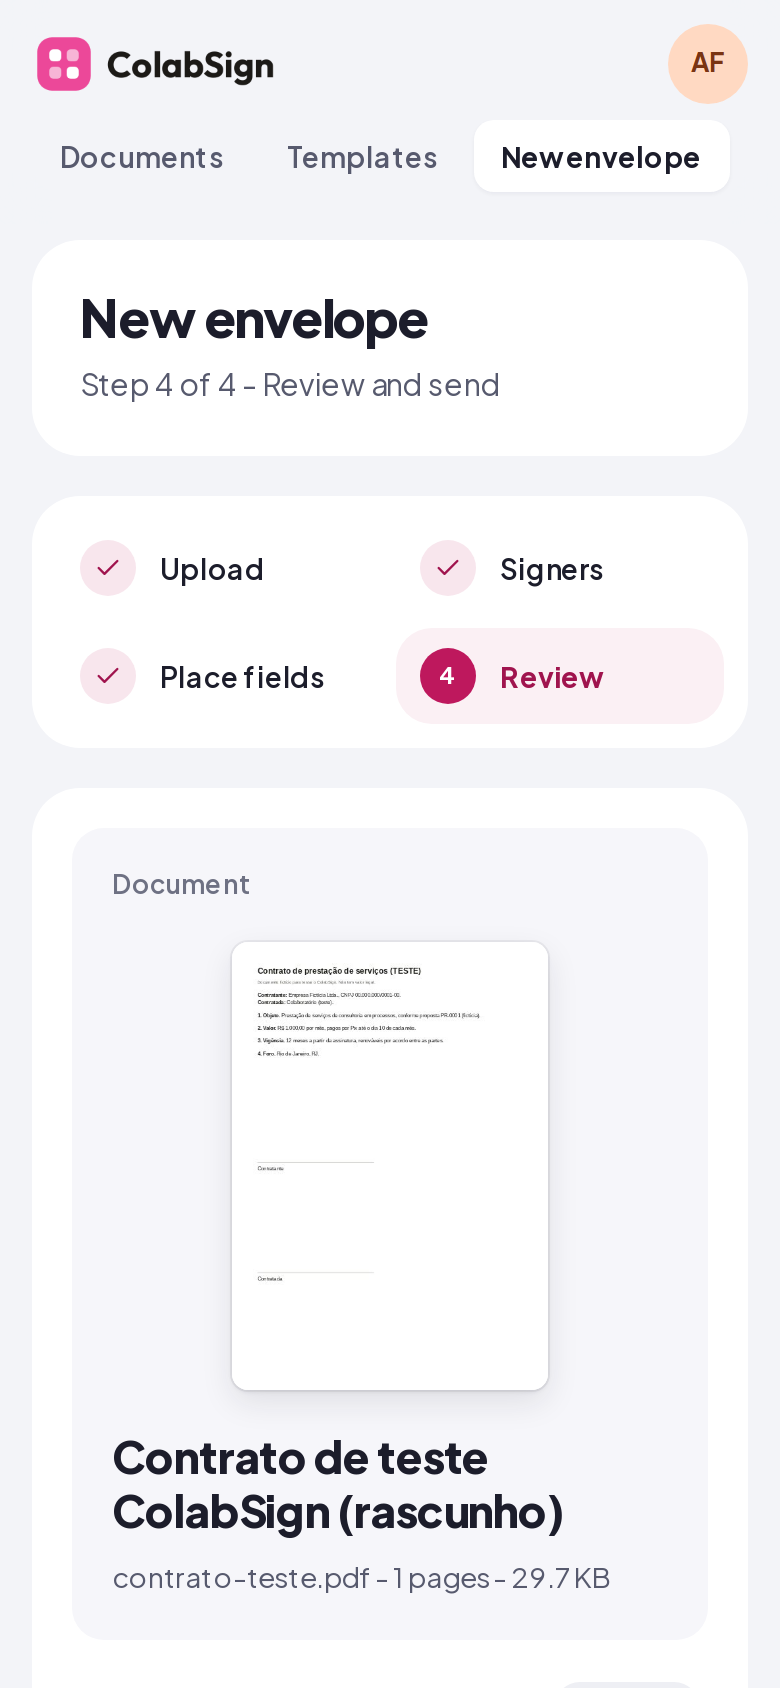 ColabSign
AF
Documents
Templates
New envelope
New envelope
Step 4 of 4 - Review and send
Upload
Signers
Place fields
4
Review
Document
Contrato de prestação de serviços (TESTE)
Contratante: Empresa Fictícia Ltda., CNPJ 00.000.000/0001-00.
Contratada: Colaboratório (teste).
1. Objeto. Prestação de serviços de consultoria em processos, conforme proposta PR-0001 (fictícia).
2. Valor. R$ 1.000,00 por mês, pagos por Pix até o dia 10 de cada mês.
3. Vigência. 12 meses a partir da assinatura, renováveis por acordo entre as partes.
4. Foro. Rio de Janeiro, RJ.
Contratante
Contratada
Contrato de teste
ColabSign (rascunho)
contrato-teste.pdf - 1 pages - 29.7 KB